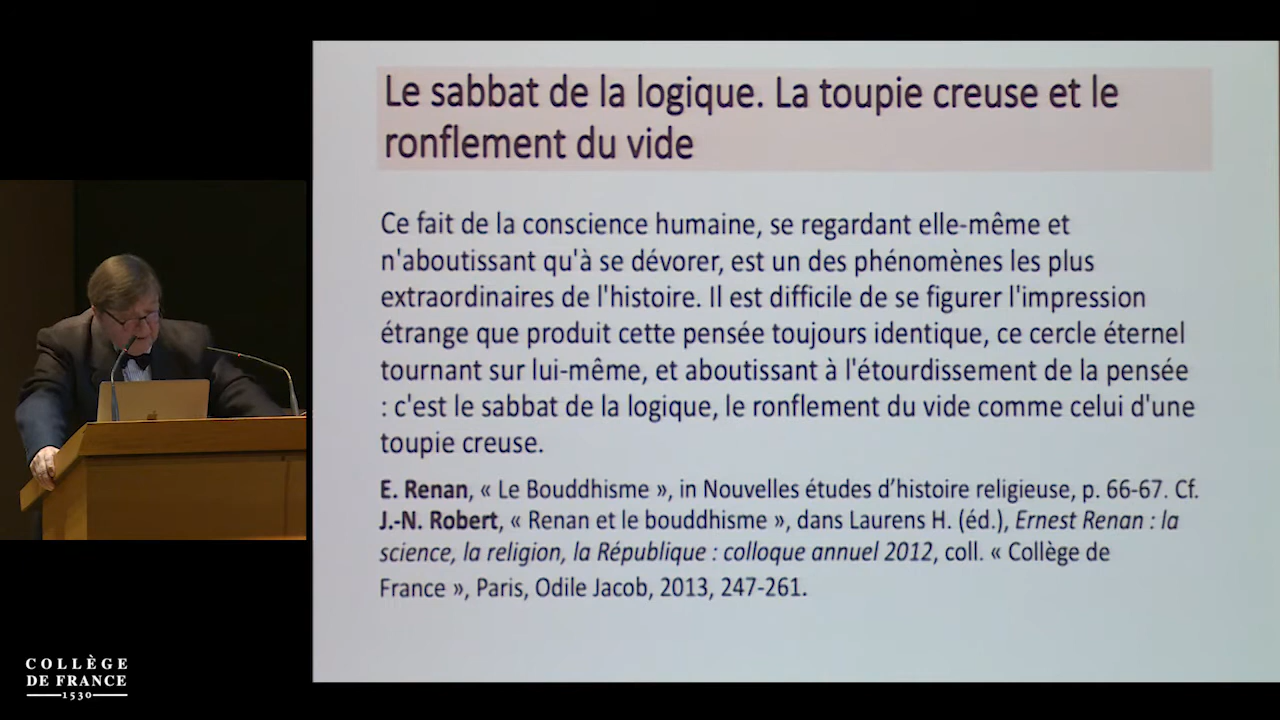 Le sabbat de la logique. La toupie creuse et le
ronflement du vide
Ce fait de la conscience humaine, se regardant elle-même et
n'aboutissant qu'à se dévorer, est un des phénomènes les plus
extraordinaires de l'histoire. Il est difficile de se figurer l'impression
étrange que produit cette pensée toujours identique, ce cercle éternel
tournant sur lui-même, et aboutissant à l'étourdissement de la pensée
: c'est le sabbat de la logique, le ronflement du vide comme celui d'une
toupie creuse.
E. Renan, « Le Bouddhisme », in Nouvelles études d’histoire religieuse, p. 66-67. Cf.
J.-N. Robert, « Renan et le bouddhisme », dans Laurens H. (éd.), Ernest Renan : la
science, la religion, la République : colloque annuel 2012, coll. « Collège de
France », Paris, Odile Jacob, 2013, 247-261.
COLLÈGE
DE FRANCE
1530